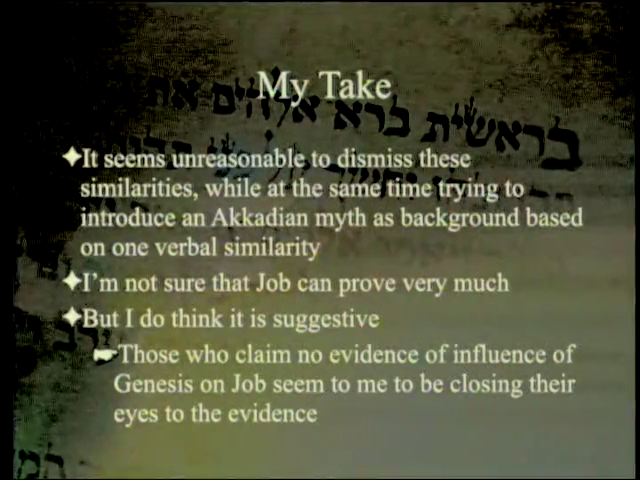 My Take
בראשית ברא אלהים את
✦It seems unreasonable to dismiss these
similarities, while at the same time trying to
introduce an Akkadian myth as background based
on one verbal similarity
✦I'm not sure that Job can prove very much
✦But I do think it is suggestive
☛Those who claim no evidence of influence of
Genesis on Job seem to me to be closing their
eyes to the evidence